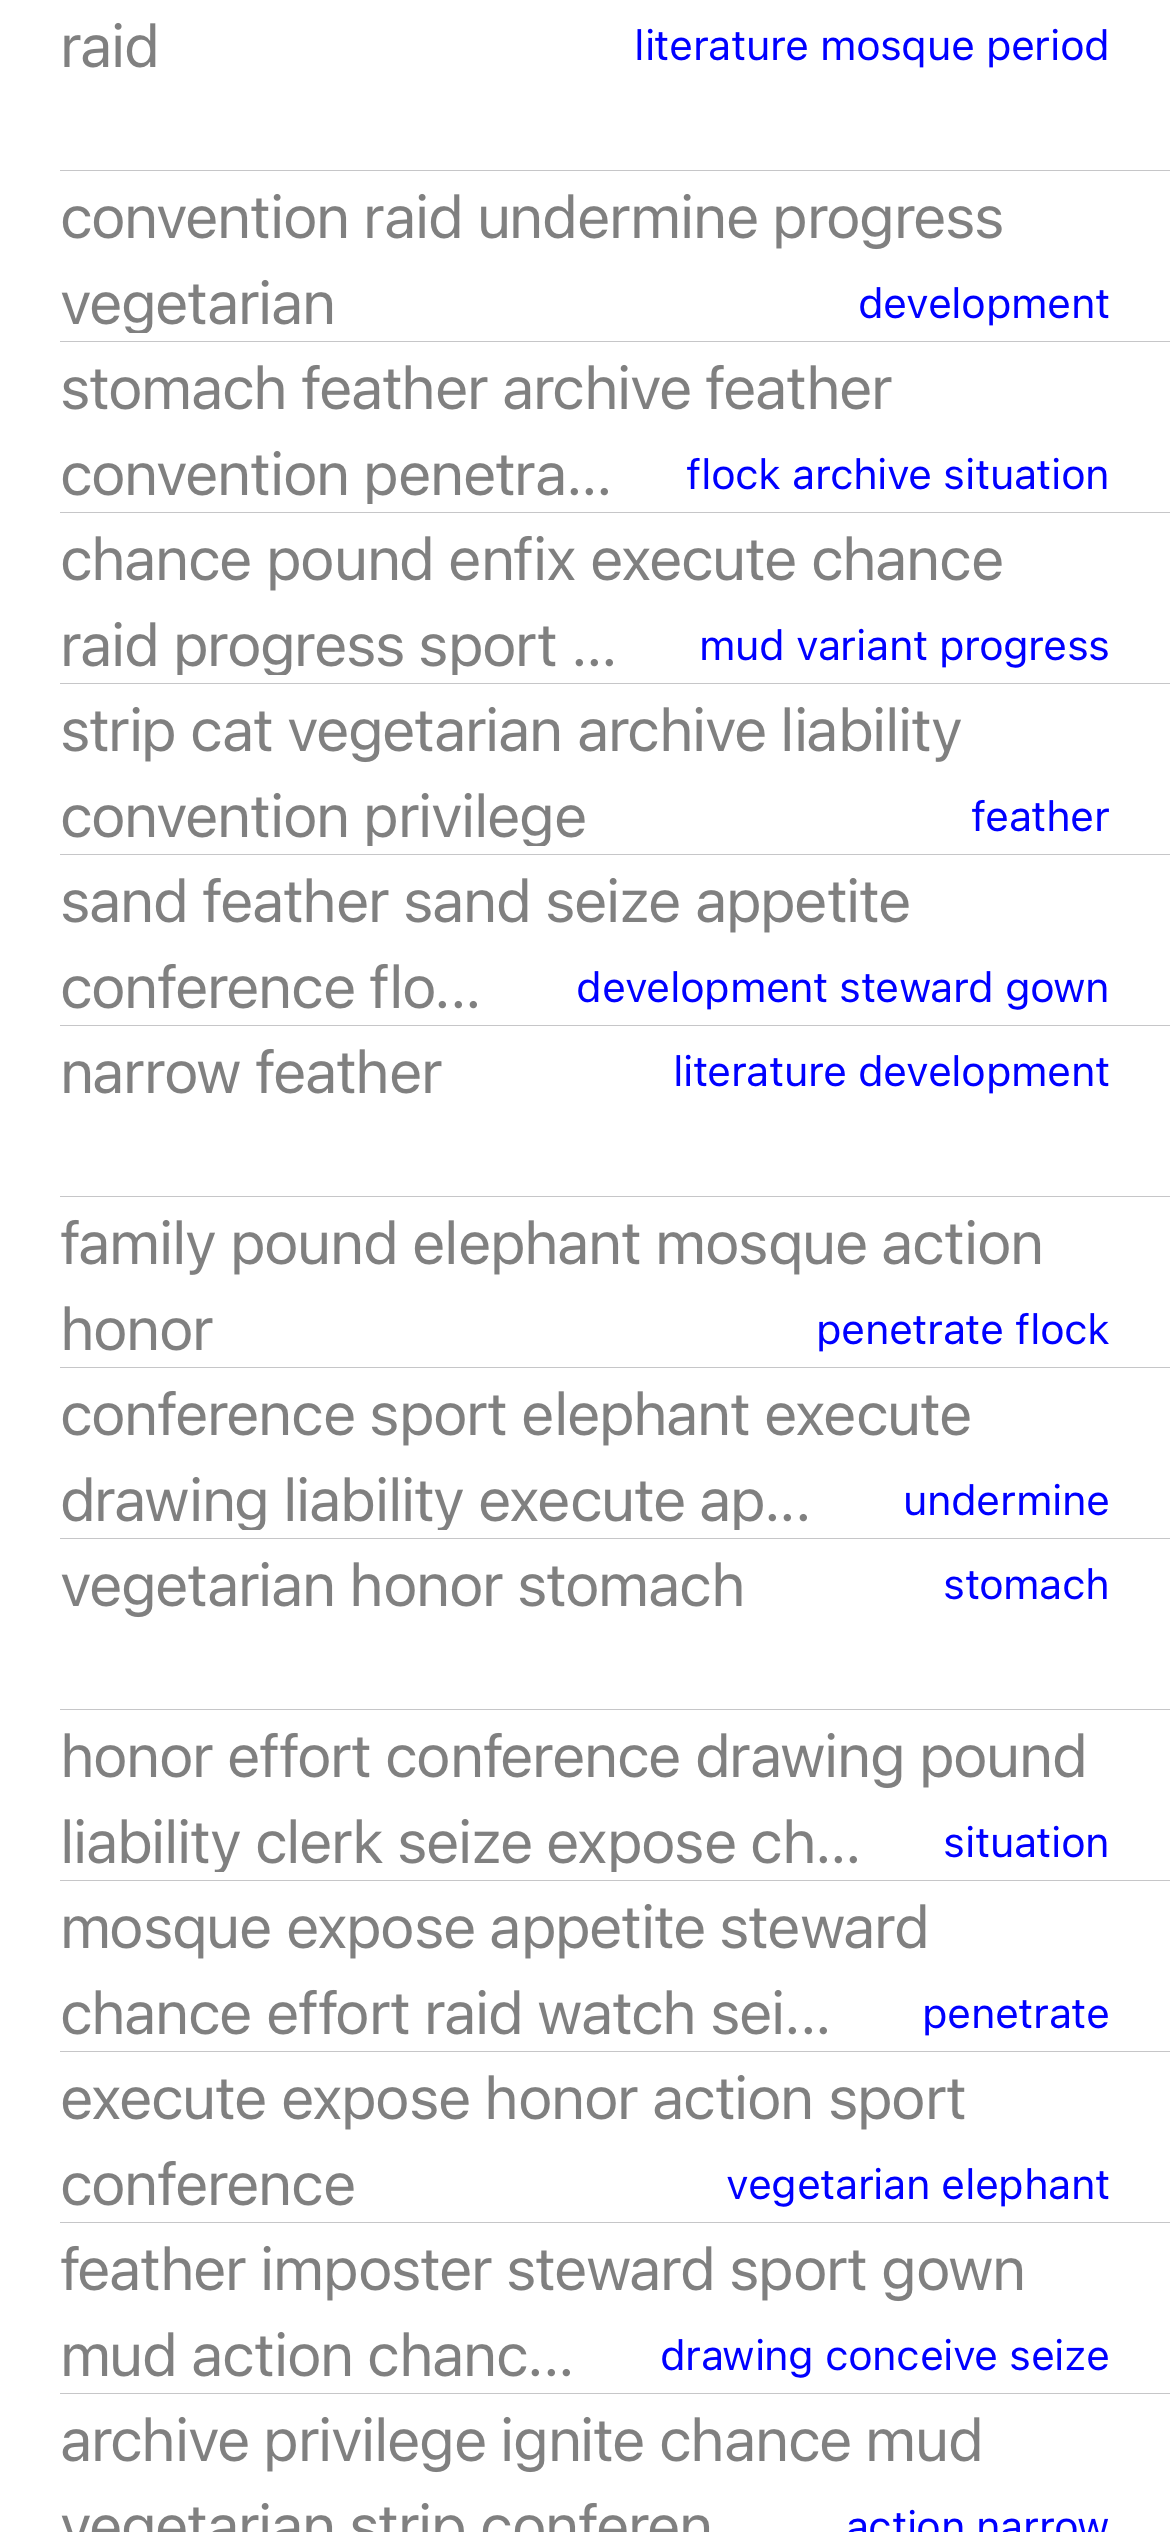 raid literature mosque period
convention raid undermine progress
vegetarian development
stomach feather archive feather
convention penetra... flock archive situation
chance pound enfix execute chance
raid progress sport ... mud variant progress
strip cat vegetarian archive liability
convention privilege feather
sand feather sand seize appetite
conference flo... development steward gown
narrow feather literature development
family pound elephant mosque action
honor penetrate flock
conference sport elephant execute
drawing liability execute ap... undermine
vegetarian honor stomach stomach
honor effort conference drawing pound
liability clerk seize expose ch... situation
mosque expose appetite steward
chance effort raid watch sei... penetrate
execute expose honor action sport
conference vegetarian elephant
feather imposter steward sport gown
mud action chanc... drawing conceive seize
archive privilege ignite chance mud
vegetarian strip conferen action narrow